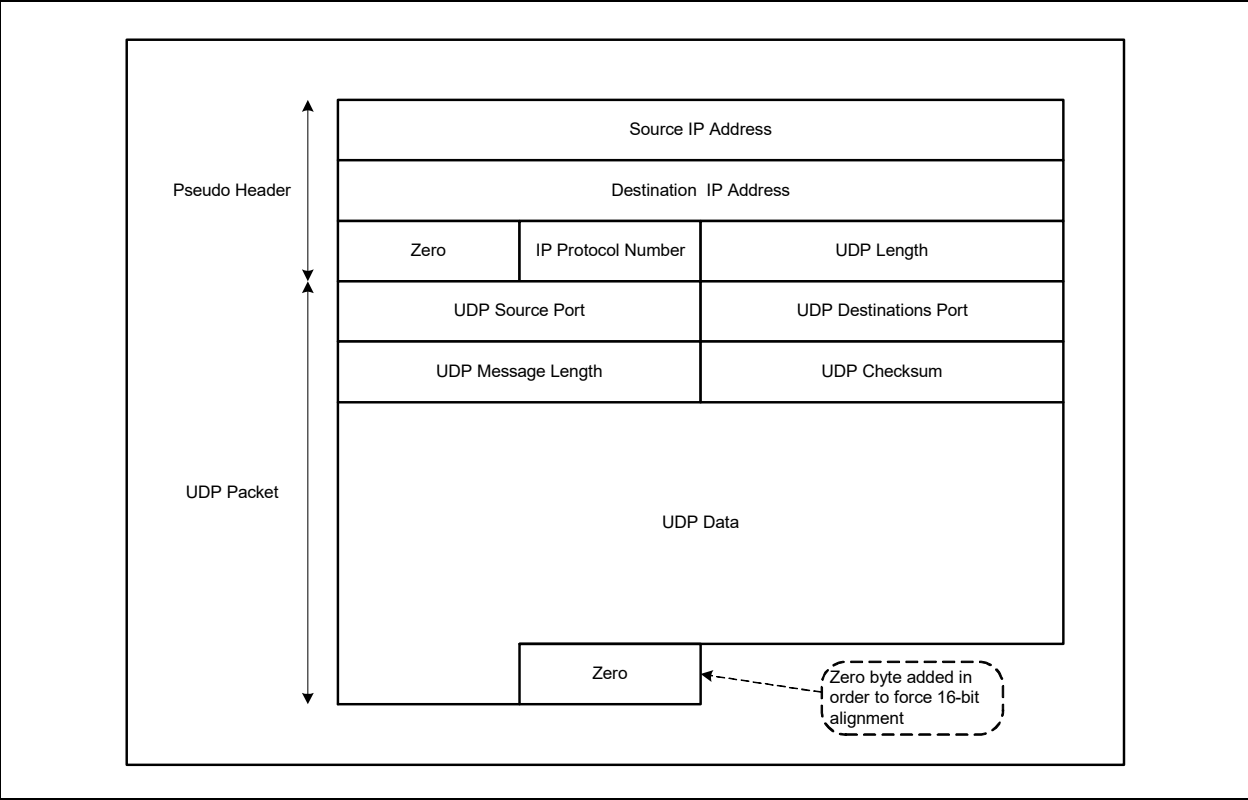 Source IP Address
Pseudo Header
Destination  IP Address
Zero
IP Protocol Number
UDP Length
UDP Source Port
UDP Destinations Port
UDP Message Length
UDP Checksum
UDP Packet
UDP Data
Zero
Zero byte added in
order to force 16-bit
alignment